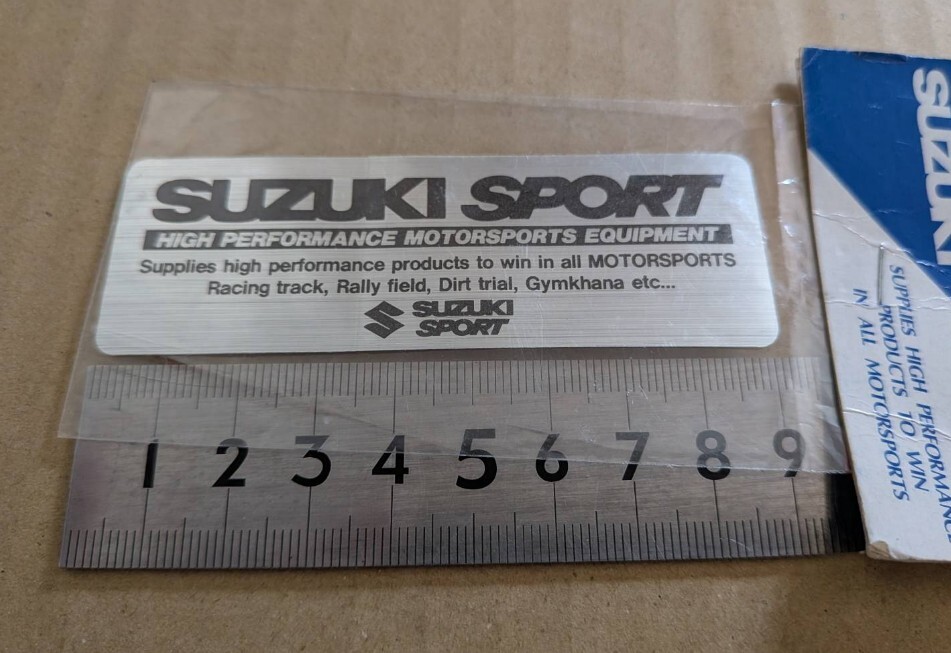 SUZUKI SPORT
HIGH PERFORMANCE MOTORSPORTS EQUIPMENT
Supplies high performance products to win in all MOTORSPORTS
Racing track, Rally field, Dirt trial, Gymkhana etc...
SUZUKI
SPORT
1 2 3 4 5 6 7 8 9
SUZUKI
SUPPLIES HIGH PERFORMANCE
PRODUCTS TO WIN
IN ALL MOTORSPORTS